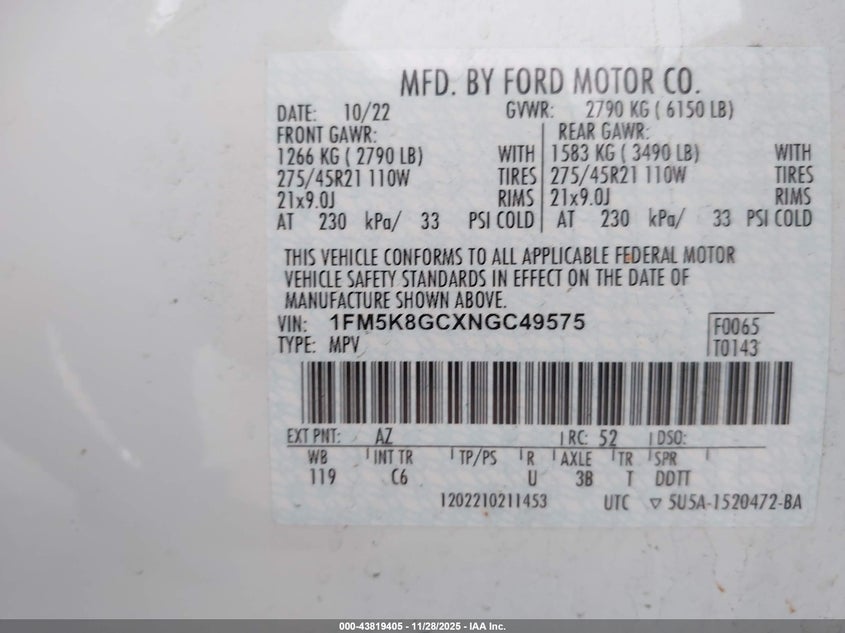 MFD. BY FORD MOTOR CO.
DATE: 10/22 GVWR: 2790 KG ( 6150 LB)
FRONT GAWR: REAR GAWR:
1266 KG ( 2790 LB) WITH 1583 KG ( 3490 LB) WITH
275/45R21 110W TIRES 275/45R21 110W TIRES
21x9.0J RIMS 21x9.0J RIMS
AT 230 kPa/ 33 PSI COLD AT 230 kPa/ 33 PSI COLD
THIS VEHICLE CONFORMS TO ALL APPLICABLE FEDERAL MOTOR
VEHICLE SAFETY STANDARDS IN EFFECT ON THE DATE OF
MANUFACTURE SHOWN ABOVE.
VIN: 1FM5K8GCXNGC49575 F0065
TYPE: MPV T0143
EXT PNT: AZ RC: 52 DSO:
WB INT TR TP/PS R AXLE TR SPR
119 C6 U 3B T DDTT
1202210211453 UTC ▽ 5U5A-1520472-BA
000-43819405 - 11/28/2025 - IAA Inc.